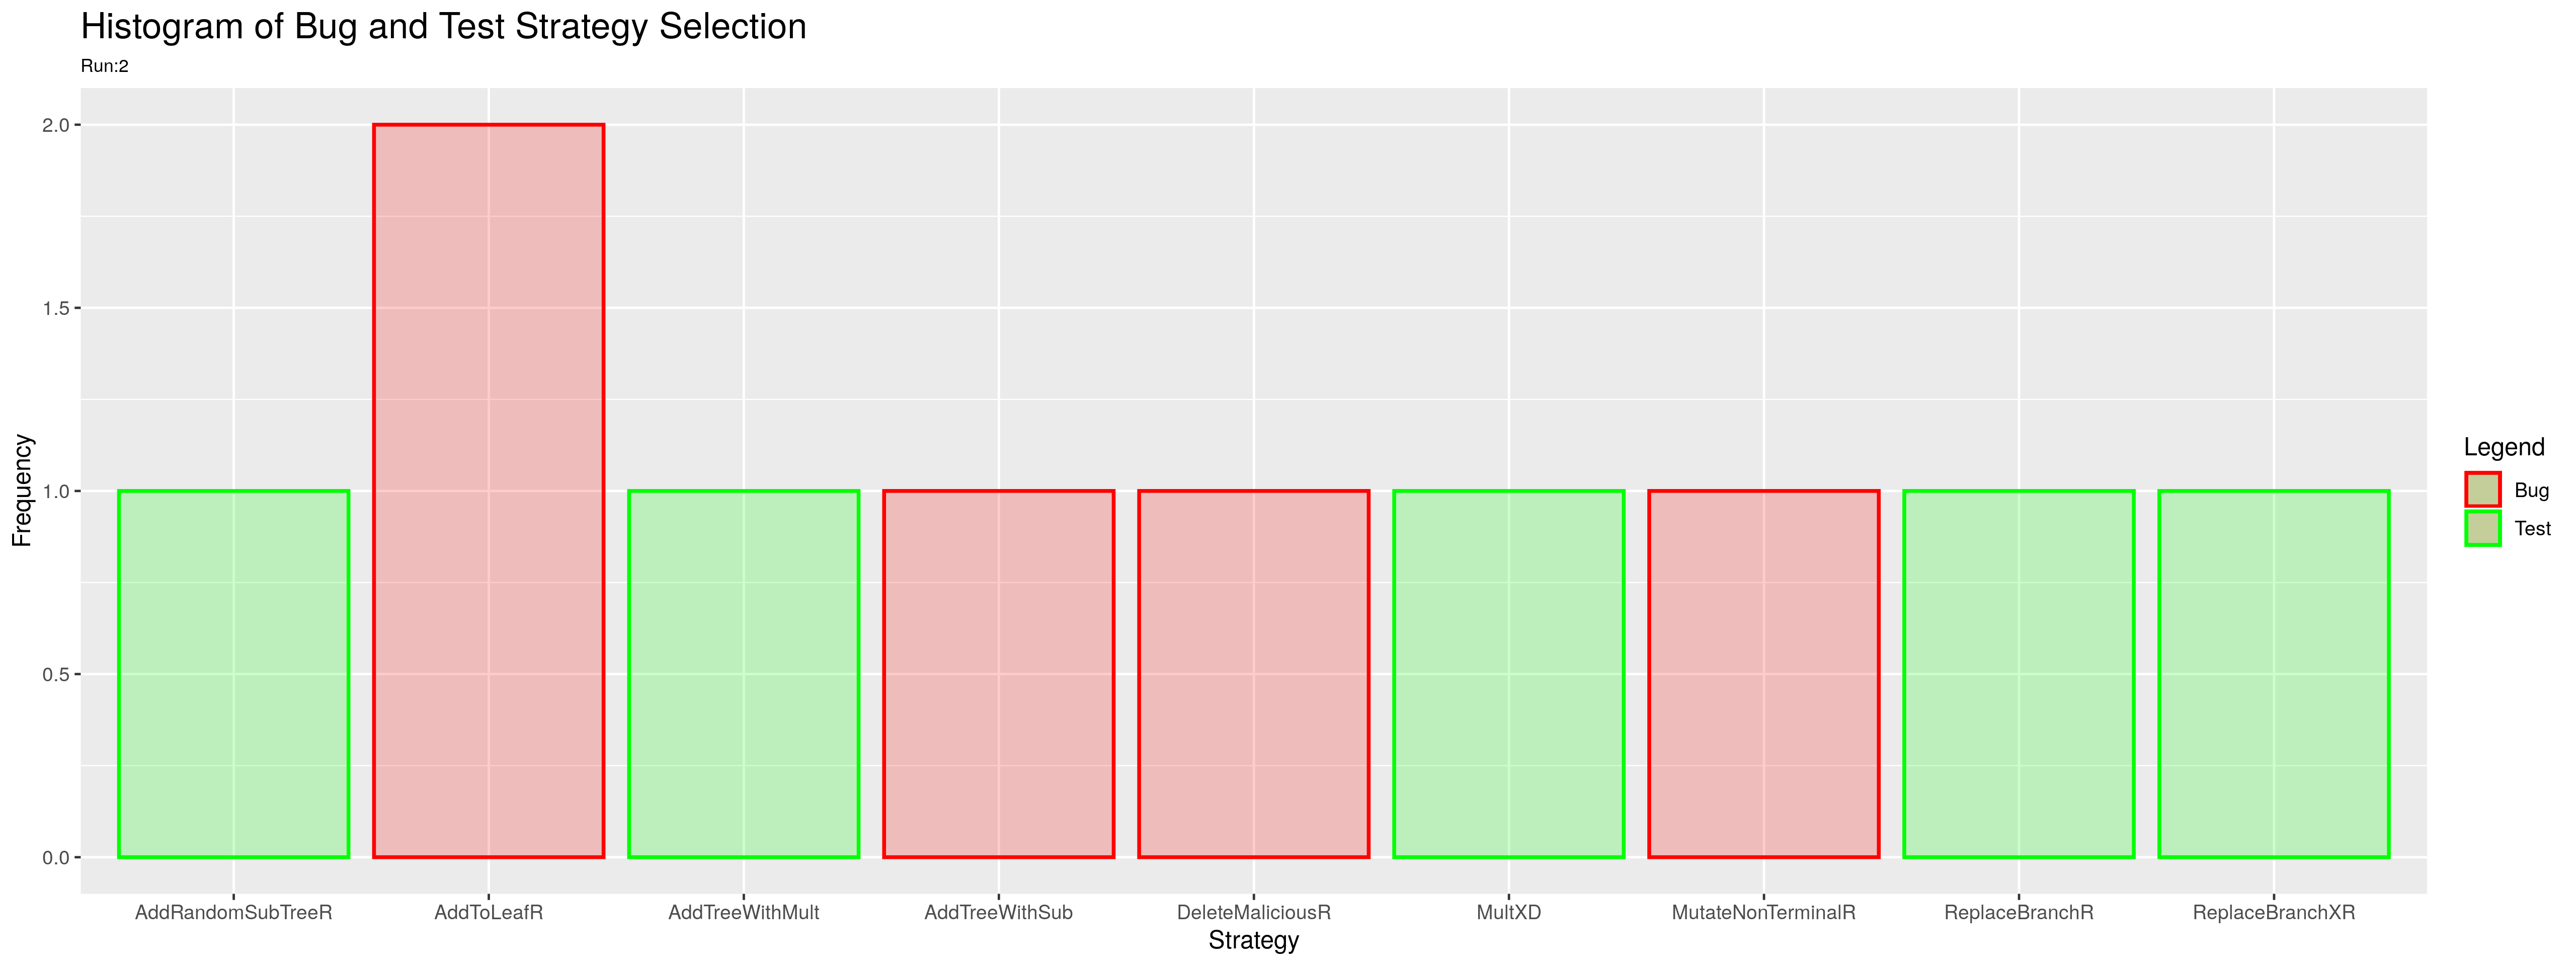 Histogram of Bug and Test Strategy Selection
Run:2
Frequency
2.0
1.5
1.0
0.5
0.0
AddRandomSubTreeR AddToLeafR AddTreeWithMult AddTreeWithSub DeleteMaliciousR MultXD MutateNonTerminalR ReplaceBranchR ReplaceBranchXR
Strategy
Legend
Bug
Test